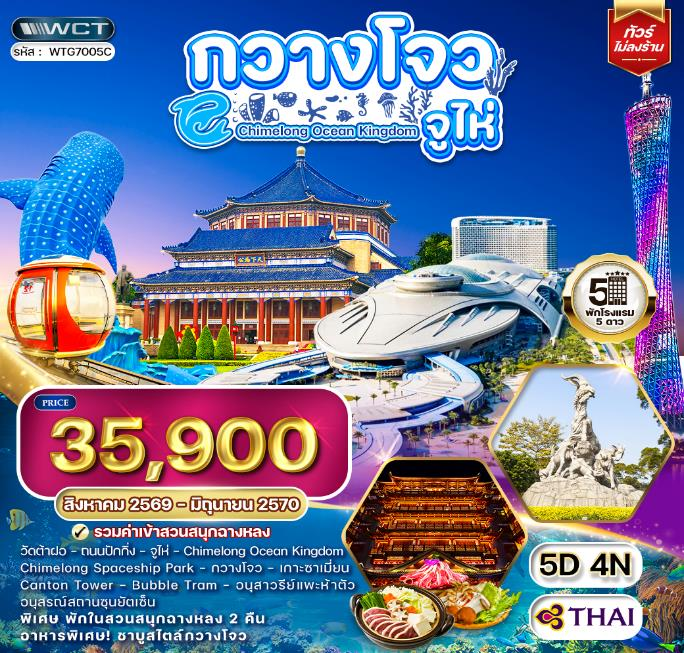 WCT
รหัส : WTG7005C
ทัวร์
ไม่ลงร้าน
กวางโจว
Chimelong Ocean Kingdom
จูไห่
天下為公
5
พักโรงแรม
5 ดาว
PRICE
35,900
สิงหาคม 2569 - มิถุนายน 2570
รวมค่าเข้าสวนสนุกฉางหลง
วัดต้าฝอ - ถนนปักกิ่ง - จูไห่ - Chimelong Ocean Kingdom
Chimelong Spaceship Park - กวางโจว - เกาะซาเมี่ยน
Canton Tower - Bubble Tram - อนุสาวรีย์แพะห้าตัว
อนุสรณ์สถานซุนยัดเซ็น
พิเศษ พักในสวนสนุกฉางหลง 2 คืน
อาหารพิเศษ! ชาบูสไตล์กวางโจว
5D 4N
THAI